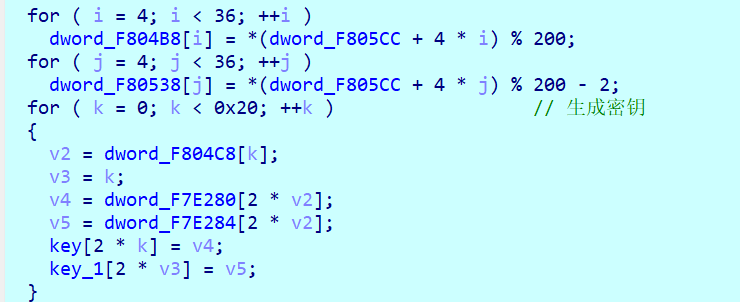 for ( i = 4; i < 36; ++i )
dword_F804B8[i] = *(dword_F805CC + 4 * i) % 200;
for ( j = 4; j < 36; ++j )
dword_F80538[j] = *(dword_F805CC + 4 * j) % 200 - 2;
for ( k = 0; k < 0x20; ++k ) // 生成密钥
{
v2 = dword_F804C8[k];
v3 = k;
v4 = dword_F7E280[2 * v2];
v5 = dword_F7E284[2 * v2];
key[2 * k] = v4;
key_1[2 * v3] = v5;
}